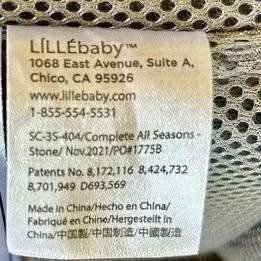 LÍLLÉbaby™
1068 East Avenue, Suite A,
Chico, CA 95926
www.lillebaby.com
1-855-554-5531
SC-3S-404/Complete All Seasons -
Stone/ Nov.2021/PO#1775B
Patents No. 8,172,116 8,424,732
8,701,949 D693,569
Made in China/Hecho en China/
Fabriqué en Chine/Hergestellt in
China/中国製/中国制造/中國製造